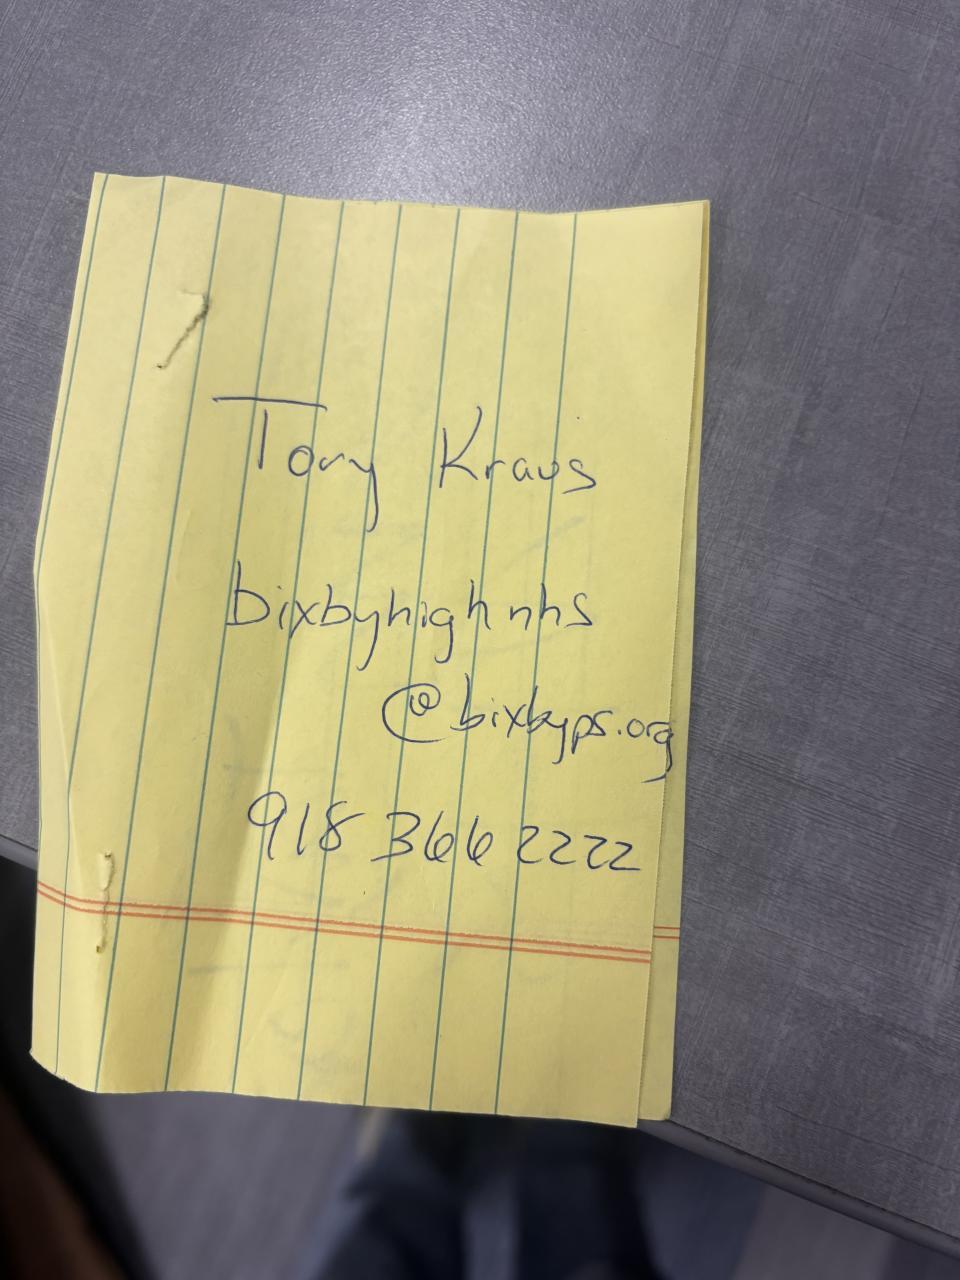 Tony Kraus
bixbyhighnhs
@bixbyps.org
918 366 2222